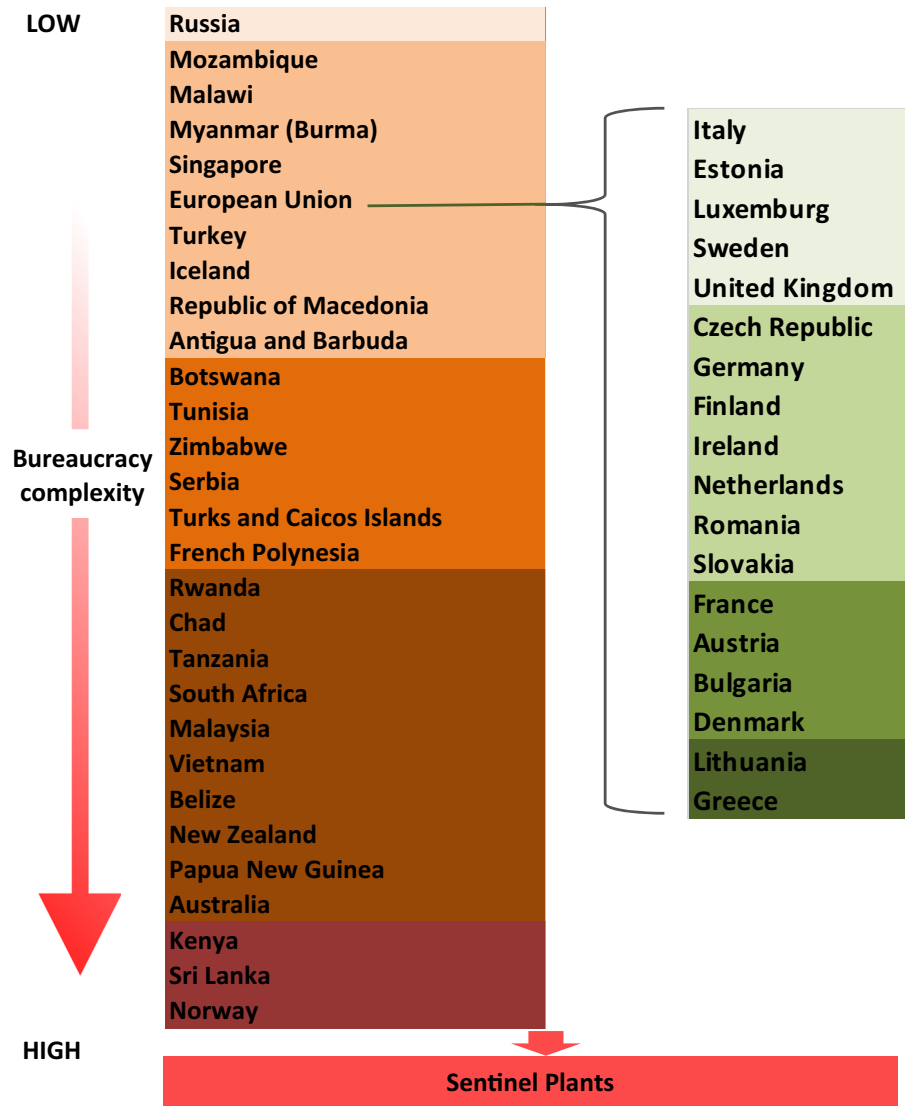 LOW
Russia
Mozambique
Malawi
Myanmar (Burma)
Singapore
European Union
Turkey
Iceland
Republic of Macedonia
Antigua and Barbuda
Botswana
Tunisia
Zimbabwe
Serbia
Turks and Caicos Islands
French Polynesia
Rwanda
Chad
Tanzania
South Africa
Malaysia
Vietnam
Belize
New Zealand
Papua New Guinea
Australia
Kenya
Sri Lanka
Norway
Bureaucracy
complexity
HIGH
Italy
Estonia
Luxemburg
Sweden
United Kingdom
Czech Republic
Germany
Finland
Ireland
Netherlands
Romania
Slovakia
France
Austria
Bulgaria
Denmark
Lithuania
Greece
Sentinel Plants